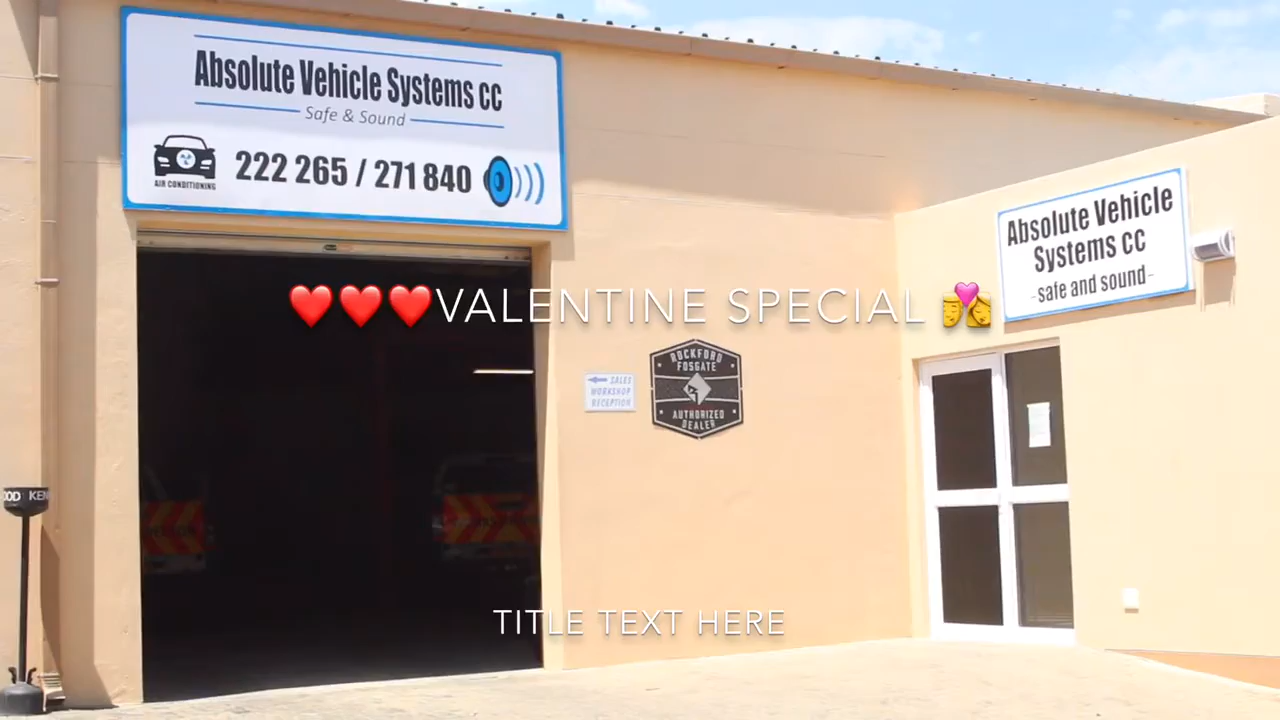 Absolute Vehicle Systems cc
Safe & Sound
AIR CONDITIONING
222 265 / 271 840
Absolute Vehicle
Systems cc
-safe and sound-
❤️❤️❤️VALENTINE SPECIAL 💏
SALES
WORKSHOP
RECEPTION
ROCKFORD
FOSGATE
AUTHORIZED
DEALER
TITLE TEXT HERE